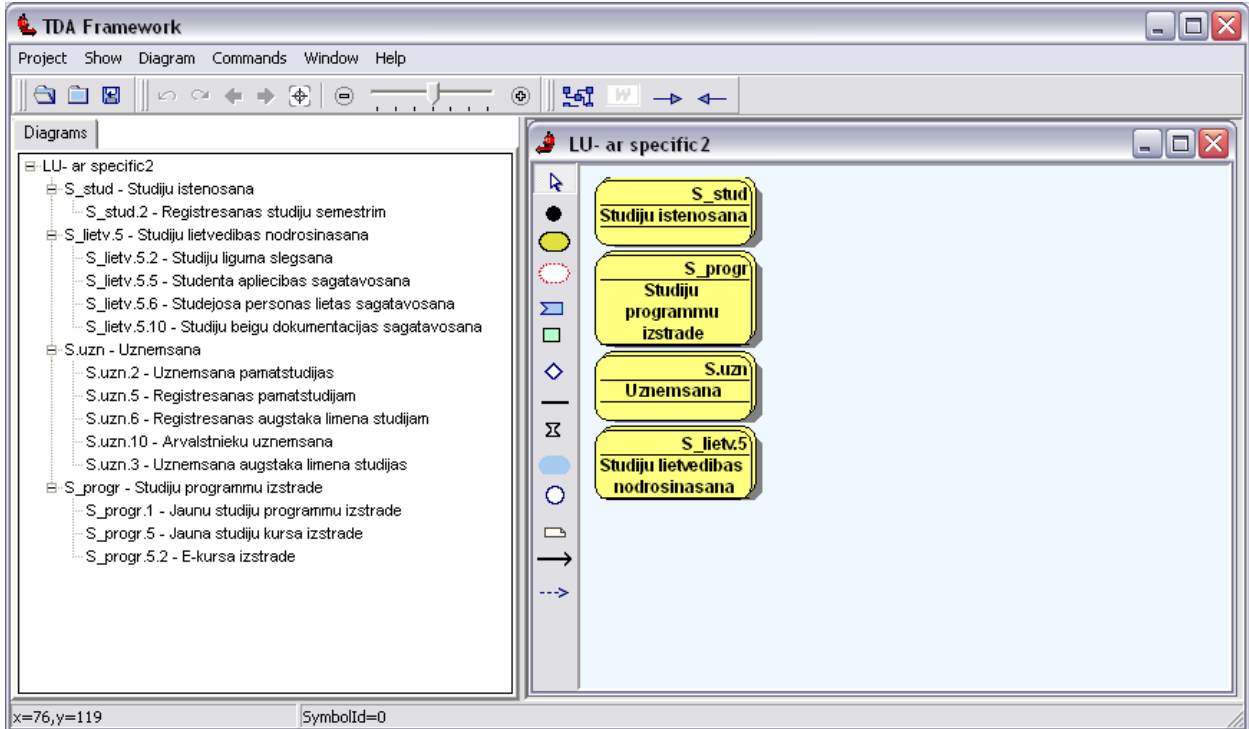 TDA Framework
Project Show Diagram Commands Window Help
W
Diagrams
LU- ar specific2
S_stud - Studiju istenosana
S_stud.2 - Registresanas studiju semestrim
S_lietv.5 - Studiju lietvedibas nodrosinasana
S_lietv.5.2 - Studiju liguma slegsana
S_lietv.5.5 - Studenta apliecibas sagatavosana
S_lietv.5.6 - Studejosa personas lietas sagatavosana
S_lietv.5.10 - Studiju beigu dokumentacijas sagatavosana
S.uzn - Uznemsana
S.uzn.2 - Uznemsana pamatstudijas
S.uzn.5 - Registresanas pamatstudijam
S.uzn.6 - Registresanas augstaka limena studijam
S.uzn.10 - Arvalstnieku uznemsana
S.uzn.3 - Uznemsana augstaka limena studijas
S_progr - Studiju programmu izstrade
S_progr.1 - Jaunu studiju programmu izstrade
S_progr.5 - Jauna studiju kursa izstrade
S_progr.5.2 - E-kursa izstrade
LU- ar specific2
S_stud
Studiju istenosana
S_progr
Studiju
programmu
izstrade
S.uzn
Uznemsana
S_lietv.5
Studiju lietvedibas
nodrosinasana
x=76,y=119
SymbolId=0